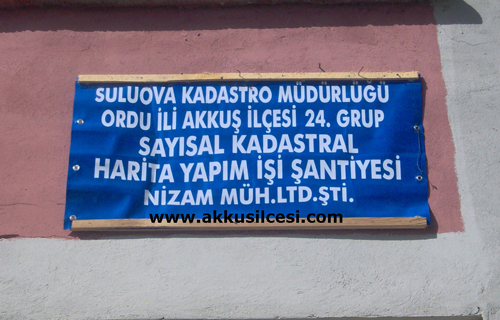 SULUOVA KADASTRO MÜDÜRLÜĞÜ
ORDU İLİ AKKUŞ İLÇESİ 24. GRUP
SAYISAL KADASTRAL
HARİTA YAPIM İŞİ ŞANTİYESİ
NİZAM MÜH.LTD.ŞTİ.
www.akkusilcesi.com